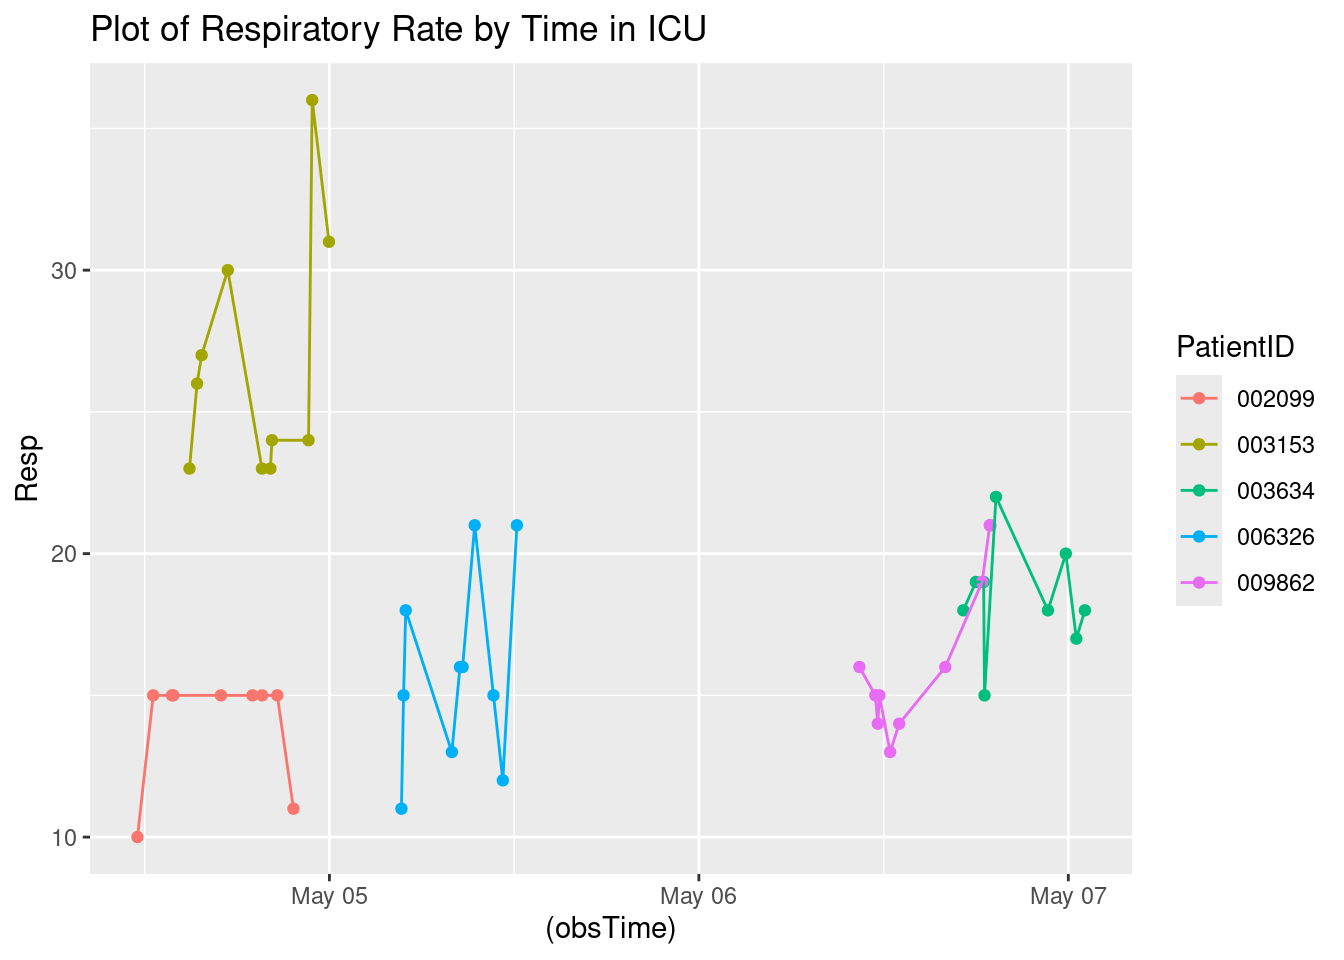 Plot of Respiratory Rate by Time in ICU
Resp
30
20
10
May 05
May 06
May 07
(obsTime)
PatientID
002099
003153
003634
006326
009862